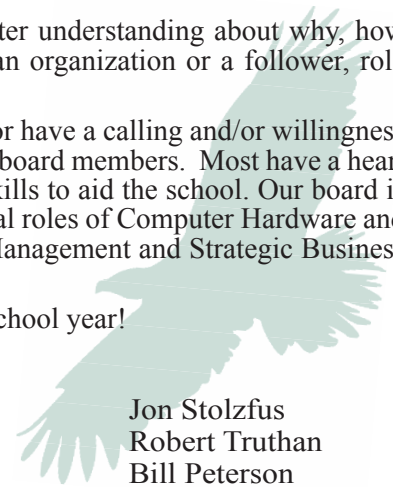 ter understanding about why, how
an organization or a follower, rol
or have a calling and/or willingnes
board members. Most have a hear
kills to aid the school. Our board i
al roles of Computer Hardware and
Management and Strategic Busines
chool year!
Jon Stolzfus
Robert Truthan
Bill Peterson